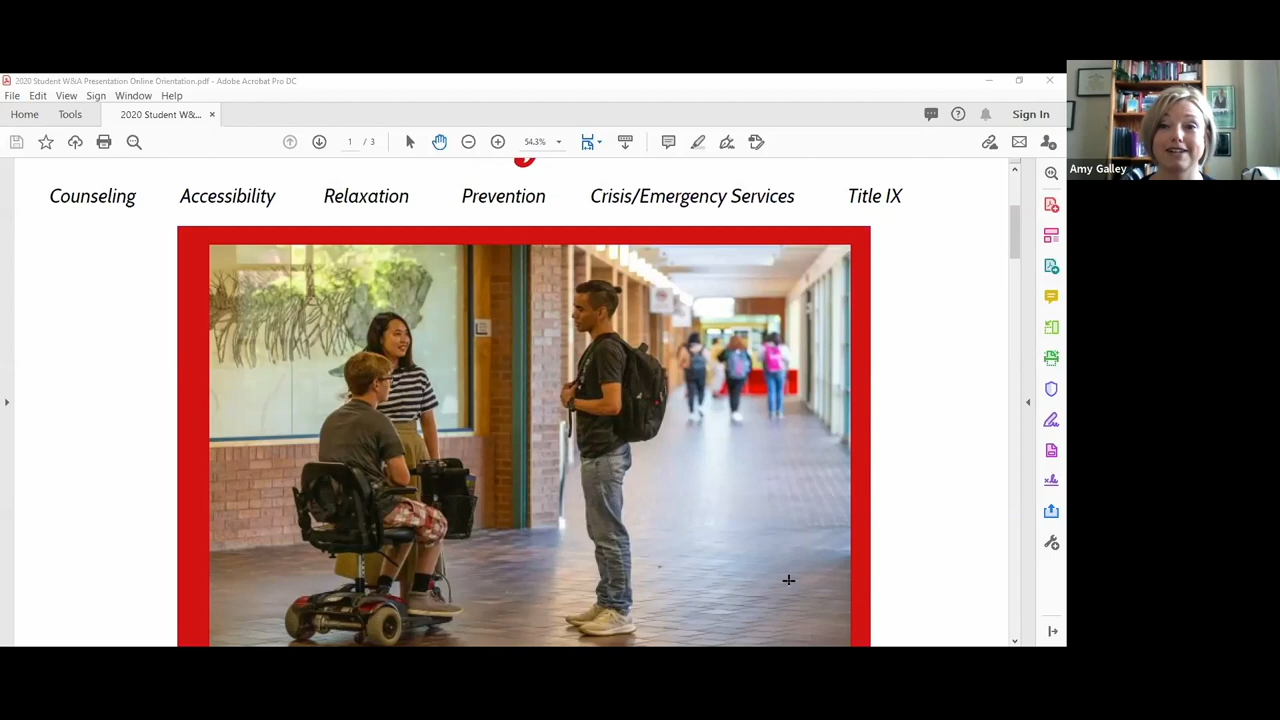 2020 Student W&A Presentation Online Orientation.pdf - Adobe Acrobat Pro DC
File Edit View Sign Window Help
Home Tools 2020 Student W&... × Sign In
1 / 3 54.3%
Counseling Accessibility Relaxation Prevention Crisis/Emergency Services Title IX
Amy Galley